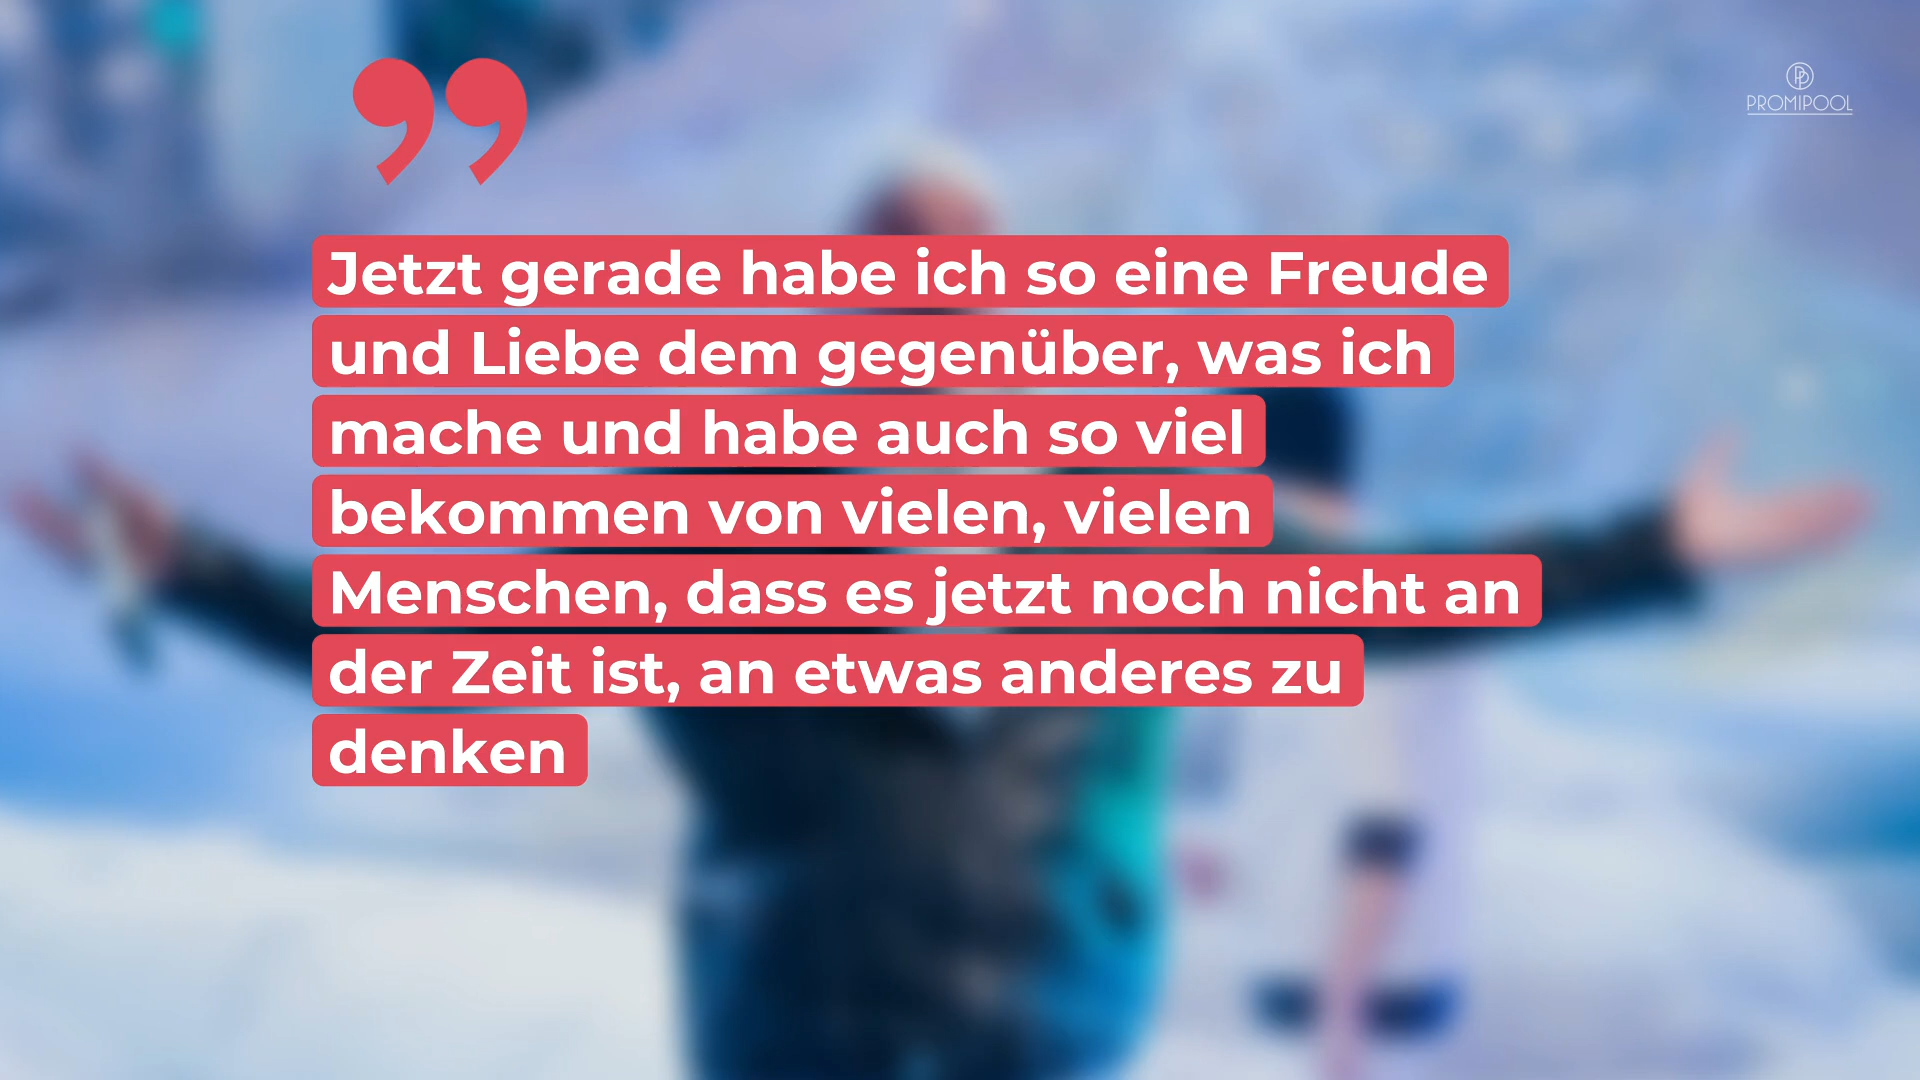 ”
PROMIPOOL
Jetzt gerade habe ich so eine Freude
und Liebe dem gegenüber, was ich
mache und habe auch so viel
bekommen von vielen, vielen
Menschen, dass es jetzt noch nicht an
der Zeit ist, an etwas anderes zu
denken